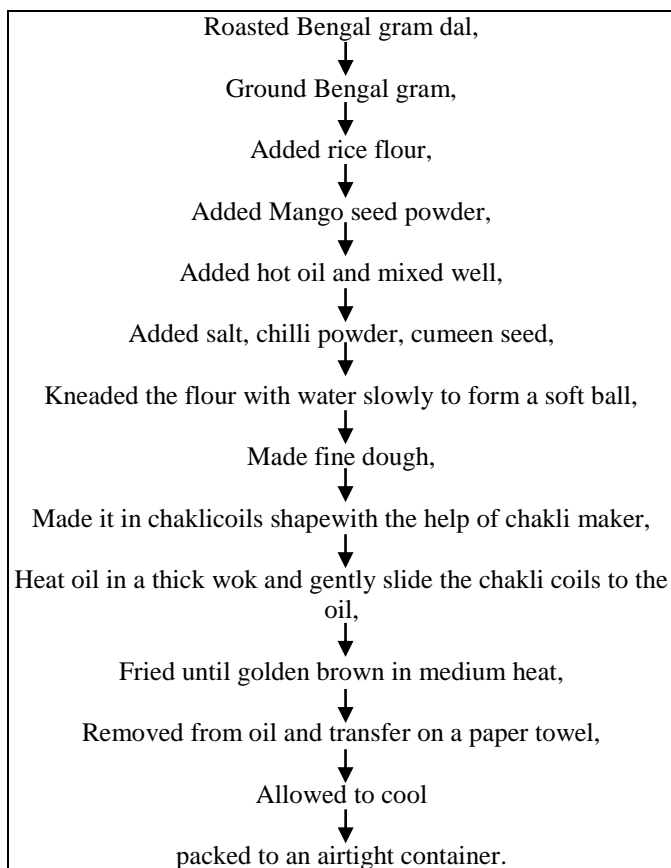 Roasted Bengal gram dal,
Ground Bengal gram,
Added rice flour,
Added Mango seed powder,
Added hot oil and mixed well,
Added salt, chilli powder, cumeen seed,
Kneaded the flour with water slowly to form a soft ball,
Made fine dough,
Made it in chaklicoils shapewith the help of chakli maker,
Heat oil in a thick wok and gently slide the chakli coils to the
oil,
Fried until golden brown in medium heat,
Removed from oil and transfer on a paper towel,
Allowed to cool
packed to an airtight container.